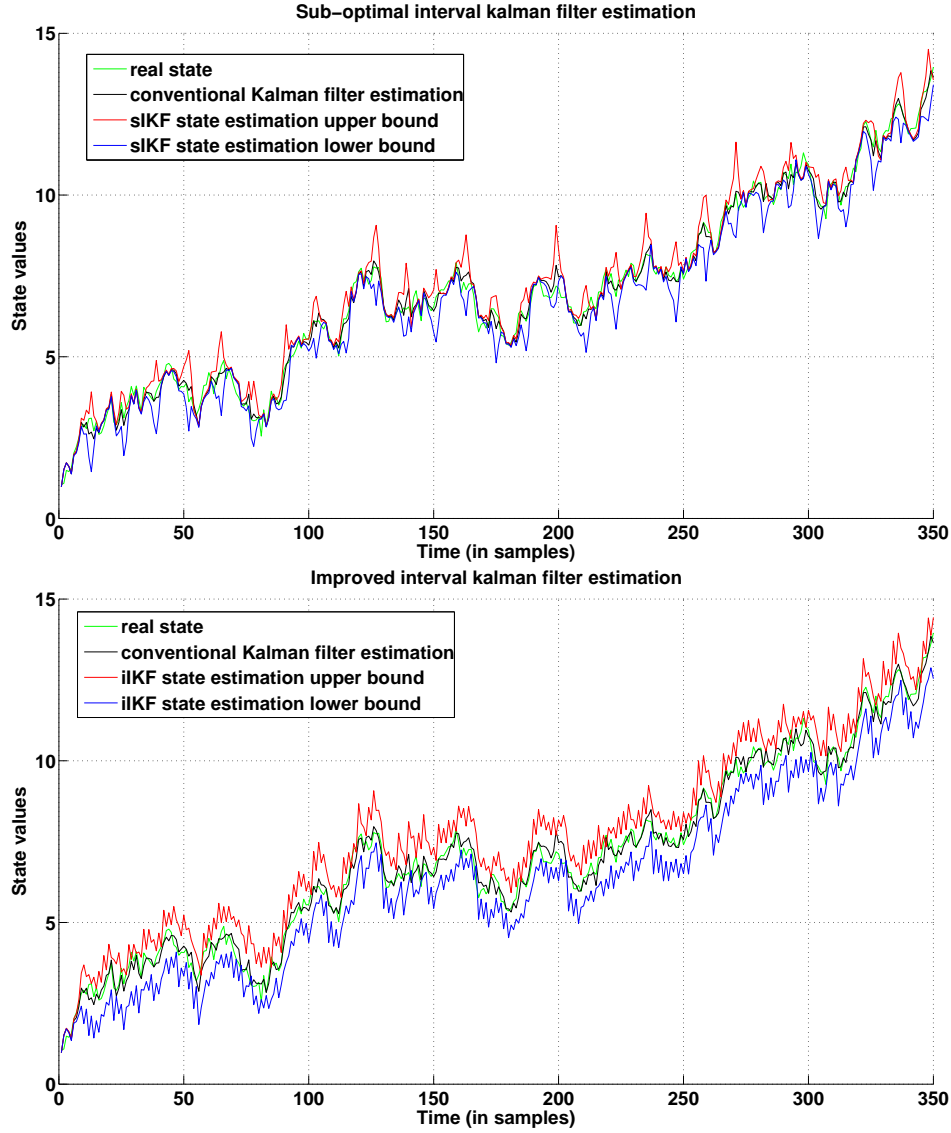 Sub-optimal interval kalman filter estimation
15
real state
conventional Kalman filter estimation
sIKF state estimation upper bound
sIKF state estimation lower bound
10
State values
5
0
0 50 100 150 200 250 300 350
Time (in samples)
Improved interval kalman filter estimation
15
real state
conventional Kalman filter estimation
iIKF state estimation upper bound
iIKF state estimation lower bound
10
State values
5
0
0 50 100 150 200 250 300 350
Time (in samples)